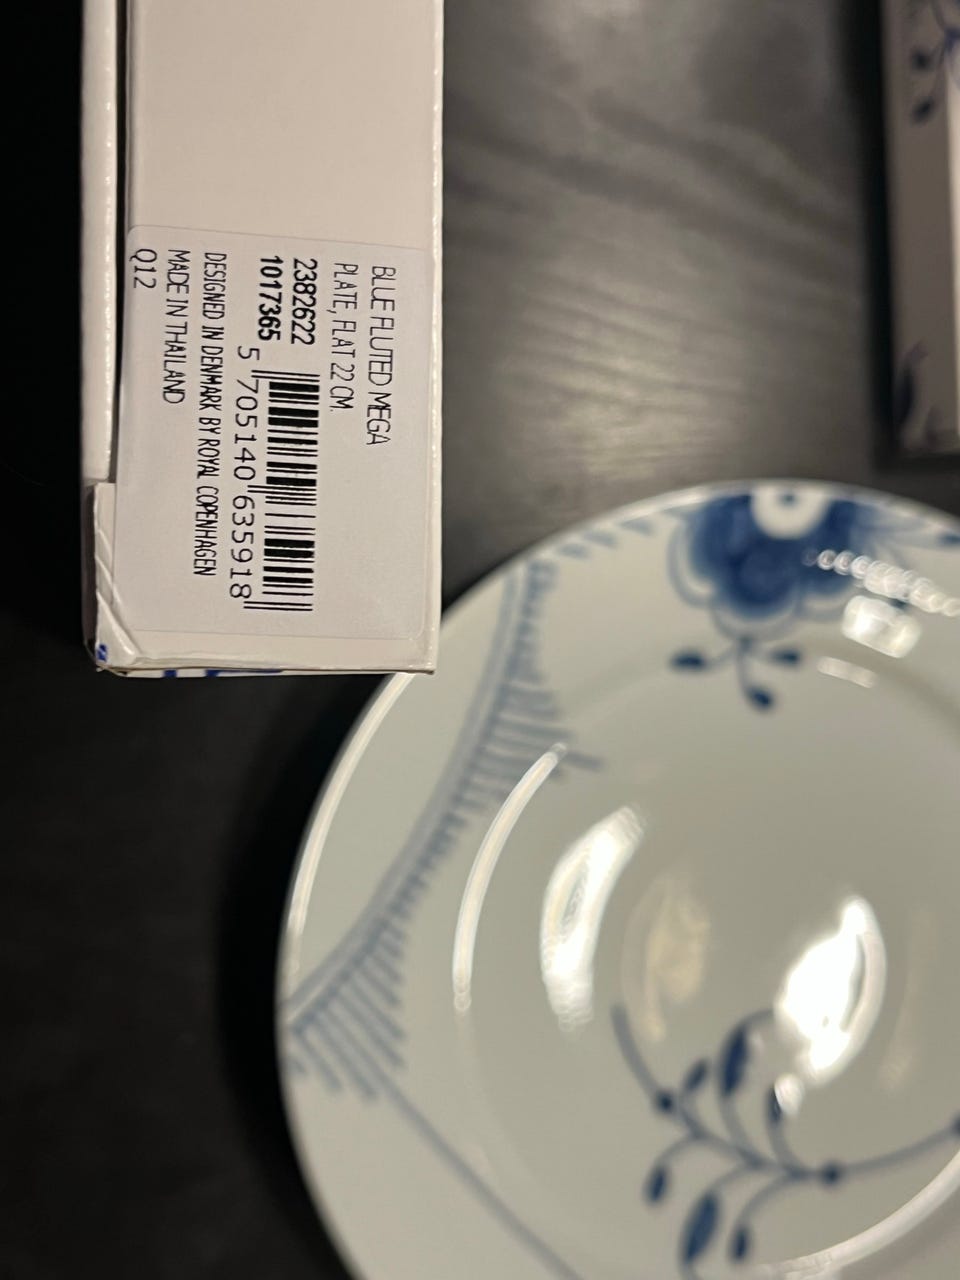 BLUE FLUTED MEGA
PLATE, FLAT 22 CM.
2382622
1017365
5 705140 635918
DESIGNED IN DENMARK BY ROYAL COPENHAGEN
MADE IN THAILAND
Q12